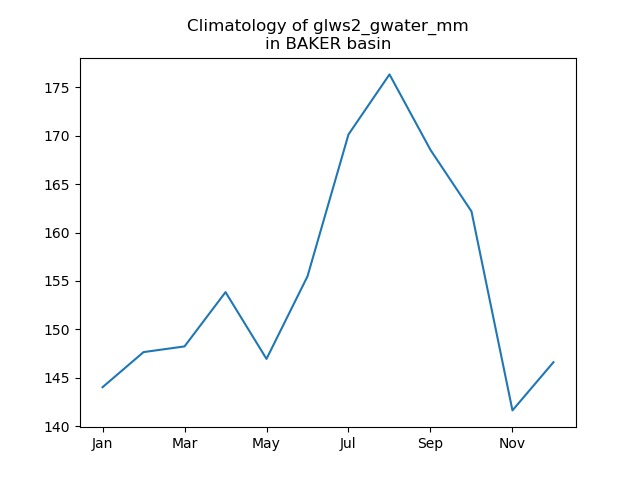 Climatology of glws2_gwater_mm
in BAKER basin
175
170
165
160
155
150
145
140
Jan
Mar
May
Jul
Sep
Nov